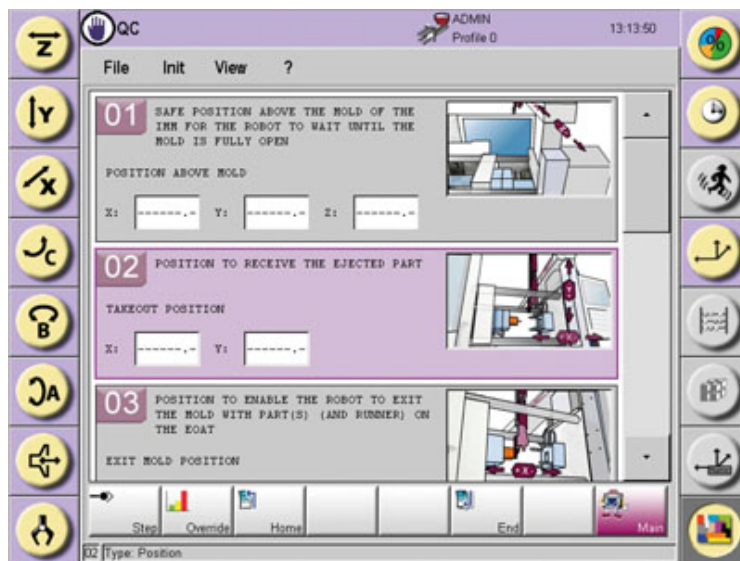 QC
ADMIN
Profile 0
13:13:50
File Init View ?
01
SAFE POSITION ABOVE THE MOLD OF THE
IMM FOR THE ROBOT TO WAIT UNTIL THE
MOLD IS FULLY OPEN
POSITION ABOVE MOLD
X: ------.- Y: ------.- Z: ------.-
02
POSITION TO RECEIVE THE EJECTED PART
TAKEOUT POSITION
X: ------.- Y: ------.-
03
POSITION TO ENABLE THE ROBOT TO EXIT
THE MOLD WITH PART(S) (AND RUNNER) ON
THE EOAT
EXIT MOLD POSITION
Step Override Home End Main
02 Type: Position
Z
Y
X
C
B
A
%